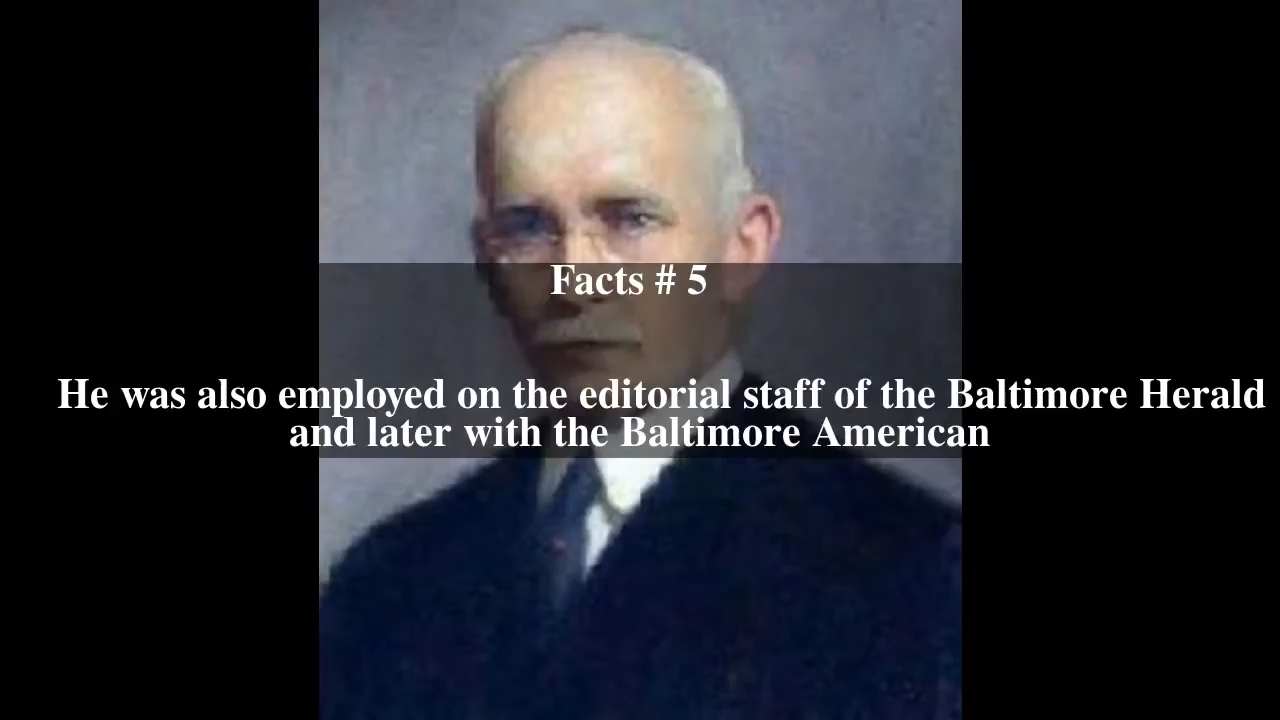 Facts # 5
He was also employed on the editorial staff of the Baltimore Herald
and later with the Baltimore American